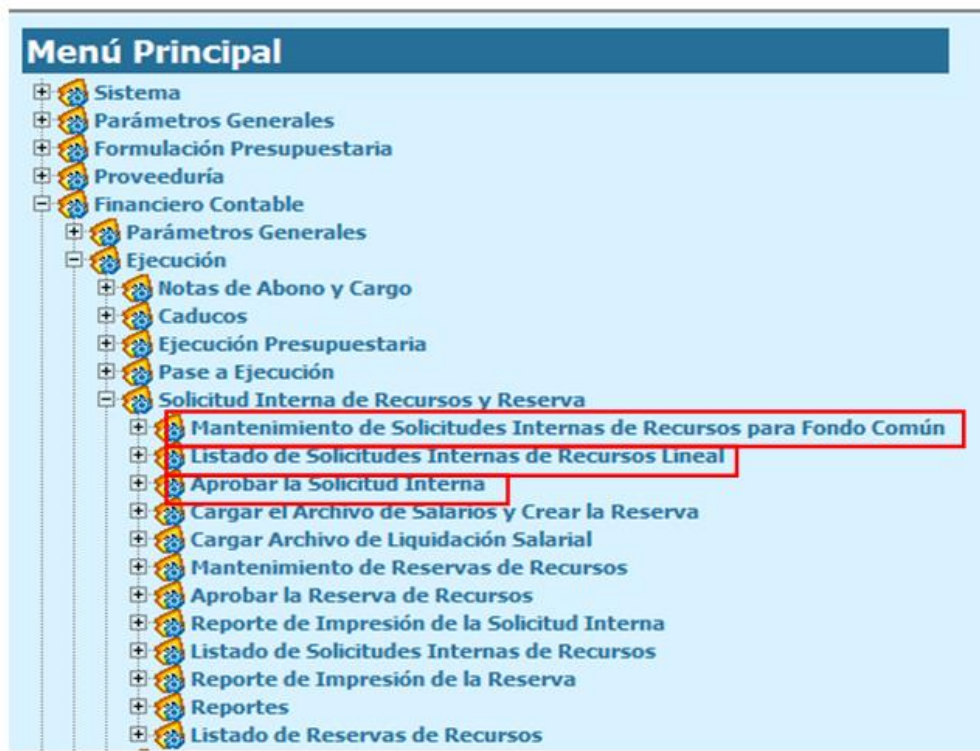 Menú Principal
Sistema
Parámetros Generales
Formulación Presupuestaria
Proveeduría
Financiero Contable
Parámetros Generales
Ejecución
Notas de Abono y Cargo
Caducos
Ejecución Presupuestaria
Pase a Ejecución
Solicitud Interna de Recursos y Reserva
Mantenimiento de Solicitudes Internas de Recursos para Fondo Común
Listado de Solicitudes Internas de Recursos Lineal
Aprobar la Solicitud Interna
Cargar el Archivo de Salarios y Crear la Reserva
Cargar Archivo de Liquidación Salarial
Mantenimiento de Reservas de Recursos
Aprobar la Reserva de Recursos
Reporte de Impresión de la Solicitud Interna
Listado de Solicitudes Internas de Recursos
Reporte de Impresión de la Reserva
Reportes
Listado de Reservas de Recursos